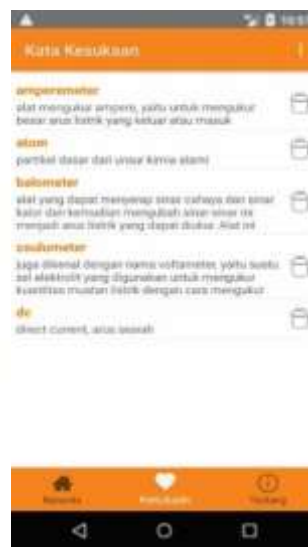 Kata Kesukaan
amperemeter
alat mengukur ampere, yaitu untuk mengukur
besar arus listrik yang keluar atau masuk
atom
partikel dasar dari unsur kimia alami
bolometer
alat yang dapat menyerap sinar cahaya dan sinar
kalor dan kemudian mengubah sinar-sinar ini
menjadi arus listrik yang dapat diukur. Alat ini
coulometer
juga dikenal dengan nama voltameter, yaitu suatu
sel elektrolit yang digunakan untuk mengukur
kuantitas muatan listrik dengan cara mengukur
dc
direct current, arus searah
Beranda
Kesukaan
Tentang